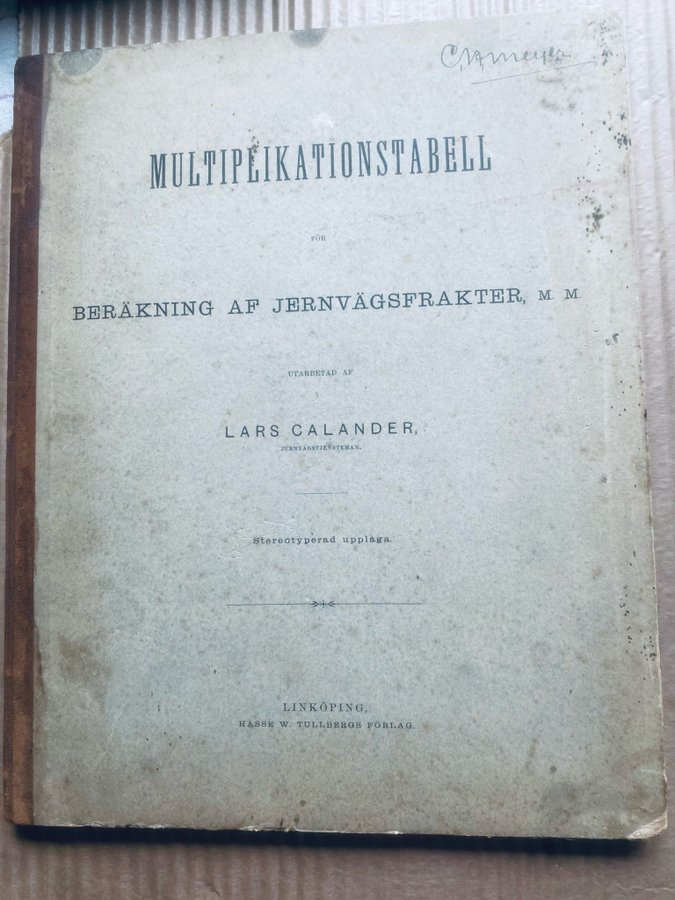 MULTIPLIKATIONSTABELL
FÖR
BERÄKNING AF JERNVÄGSFRAKTER, M. M.
UTARBETAD AF
LARS CALANDER,
JERNVÄGSTJENSTEMAN.
Stereotyperad upplaga.
LINKÖPING,
HASSE W. TULLBERGS FÖRLAG.